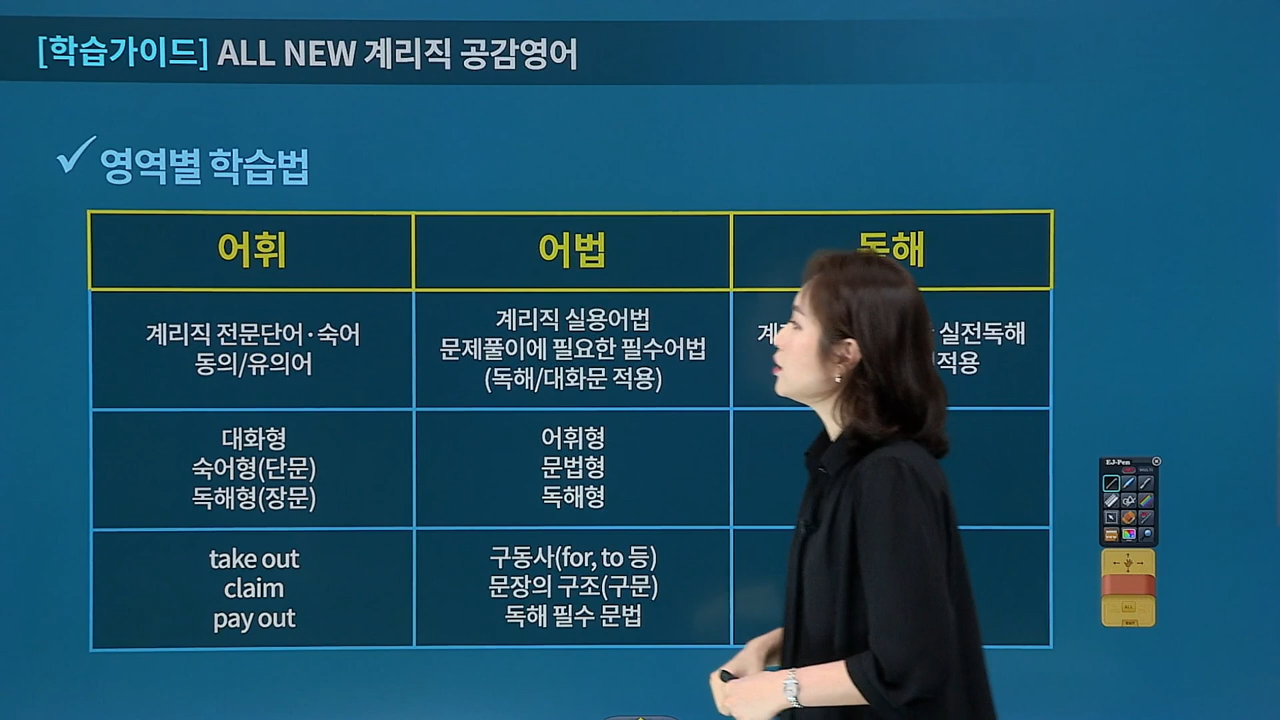 [학습가이드] ALL NEW 계리직 공감영어
영역별 학습법
어휘
어법
독해
계리직 전문단어·숙어
동의/유의어
계리직 실용어법
문제풀이에 필요한 필수어법
(독해/대화문 적용)
실전독해
적용
대화형
숙어형(단문)
독해형(장문)
어휘형
문법형
독해형
take out
claim
pay out
구동사(for, to 등)
문장의 구조(구문)
독해 필수 문법
EJ-Pen
ALL